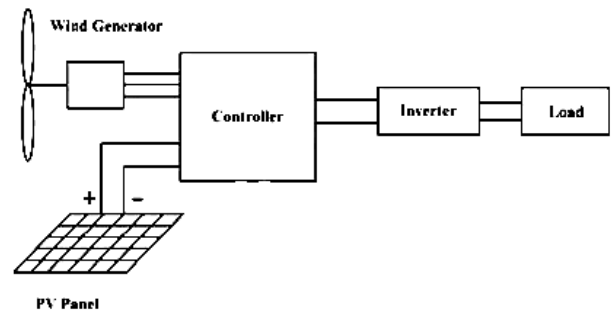 Wind Generator
Controller
Inverter
Load
+ −
PV Panel